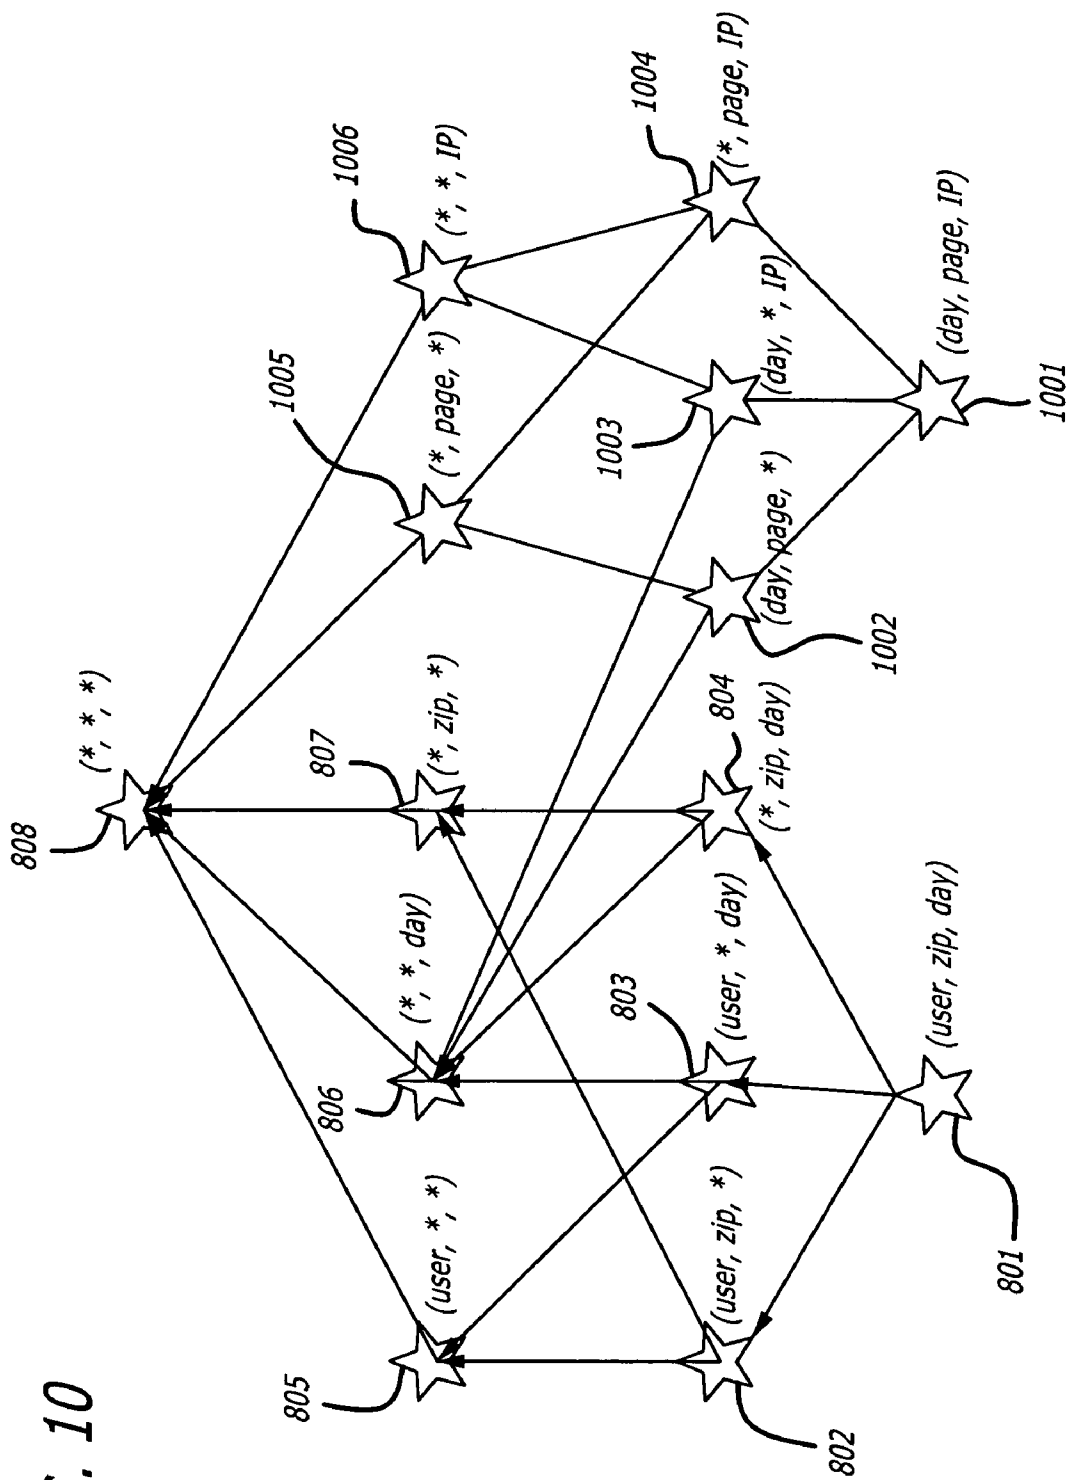 . 10
808
(*, *, *)
805
(user, *, *)
806
(*, *, day)
807
(*, zip, *)
1005
(*, page, *)
1006
(*, *, IP)
802
(user, zip, *)
803
(user, *, day)
804
(*, zip, day)
1002
(day, page, *)
1003
(day, *, IP)
1004
(*, page, IP)
801
(user, zip, day)
1001
(day, page, IP)